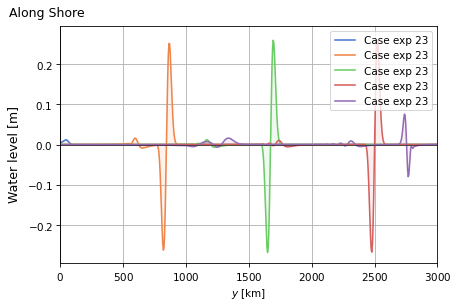 Along Shore
Water level [m]
0.2
0.1
0.0
−0.1
−0.2
Case exp 23
Case exp 23
Case exp 23
Case exp 23
Case exp 23
0 500 1000 1500 2000 2500 3000
y [km]